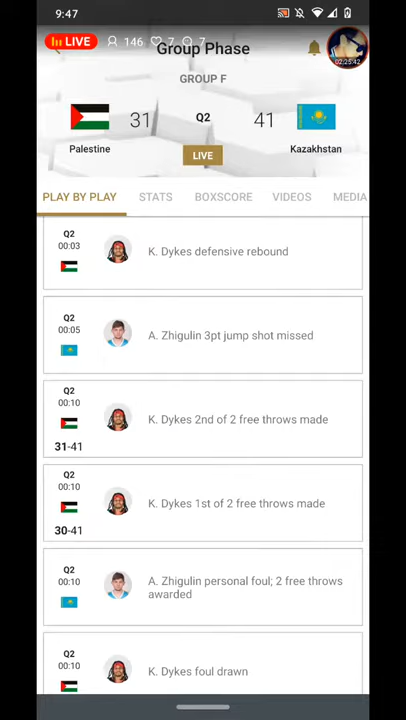 9:47
LIVE 146 7 7
Group Phase
02:25:42
GROUP F
31 Q2 41
Palestine Kazakhstan
LIVE
PLAY BY PLAY STATS BOXSCORE VIDEOS MEDIA
Q2
00:03
K. Dykes defensive rebound
Q2
00:05
A. Zhigulin 3pt jump shot missed
Q2
00:10
K. Dykes 2nd of 2 free throws made
31-41
Q2
00:10
K. Dykes 1st of 2 free throws made
30-41
Q2
00:10
A. Zhigulin personal foul; 2 free throws
awarded
Q2
00:10
K. Dykes foul drawn